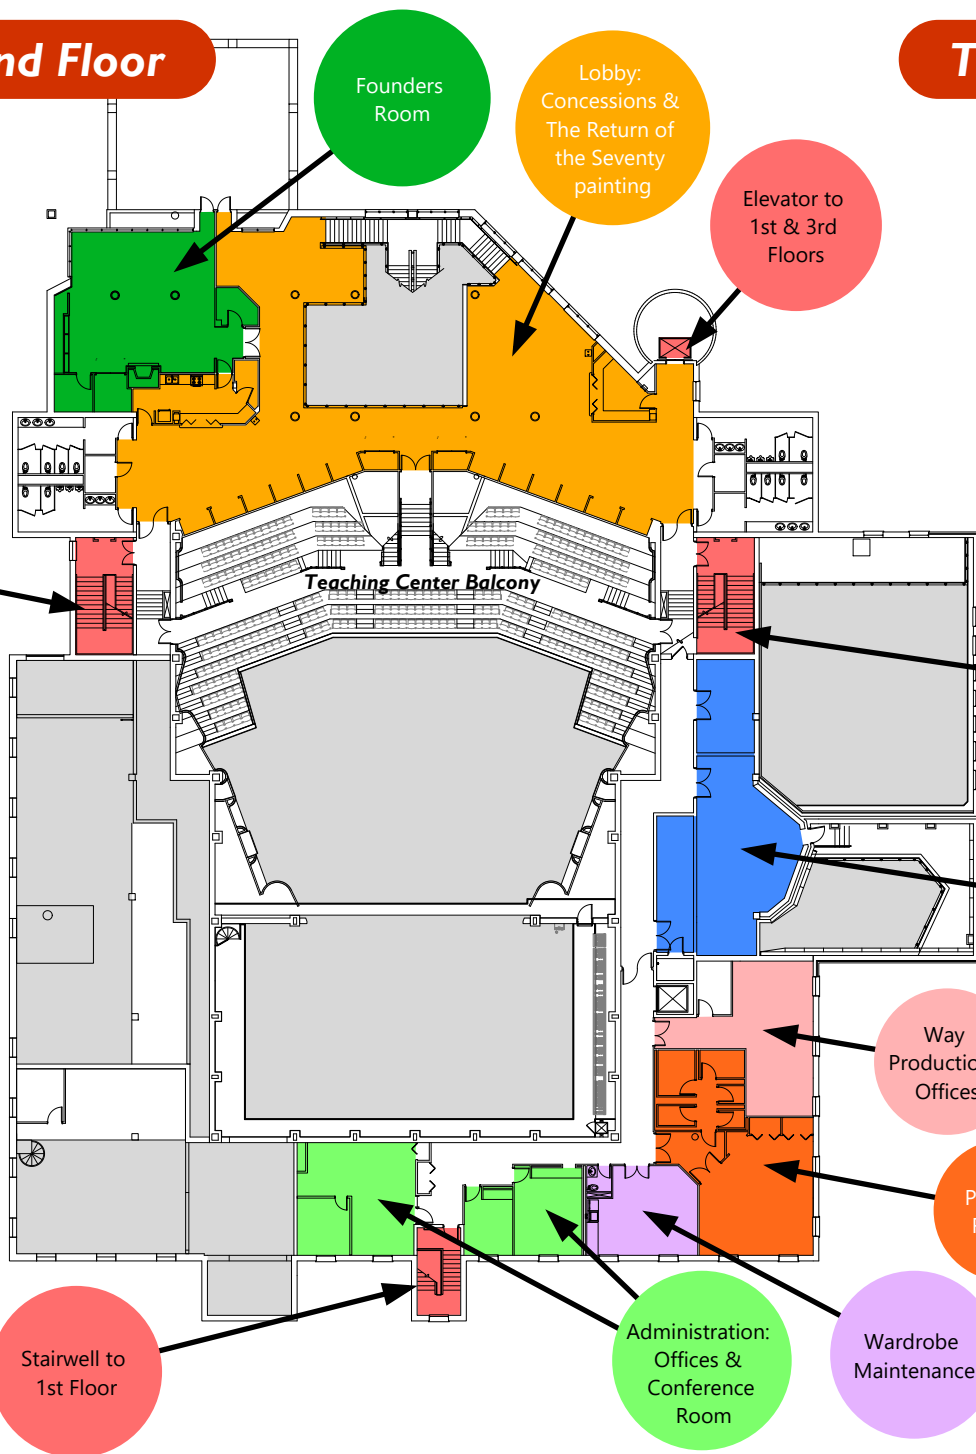 nd Floor
T
Founders
Room
Lobby:
Concessions &
The Return of
the Seventy
painting
Elevator to
1st & 3rd
Floors
Teaching Center Balcony
Way
Productio
Offices
P
Stairwell to
1st Floor
Administration:
Offices &
Conference
Room
Wardrobe
Maintenance